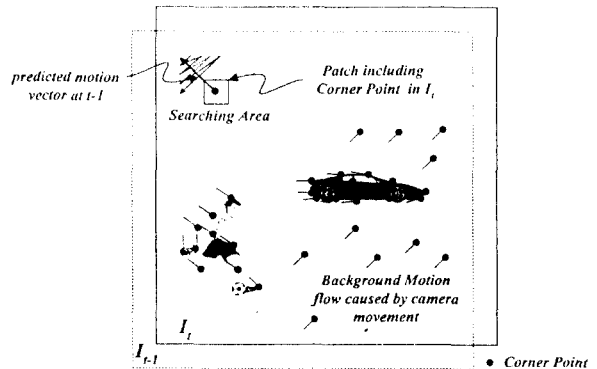 predicted motion
vector at t-1
Patch including
Corner Point in I_t
Searching Area
Background Motion
flow caused by camera
movement
I_t
I_t-1
Corner Point